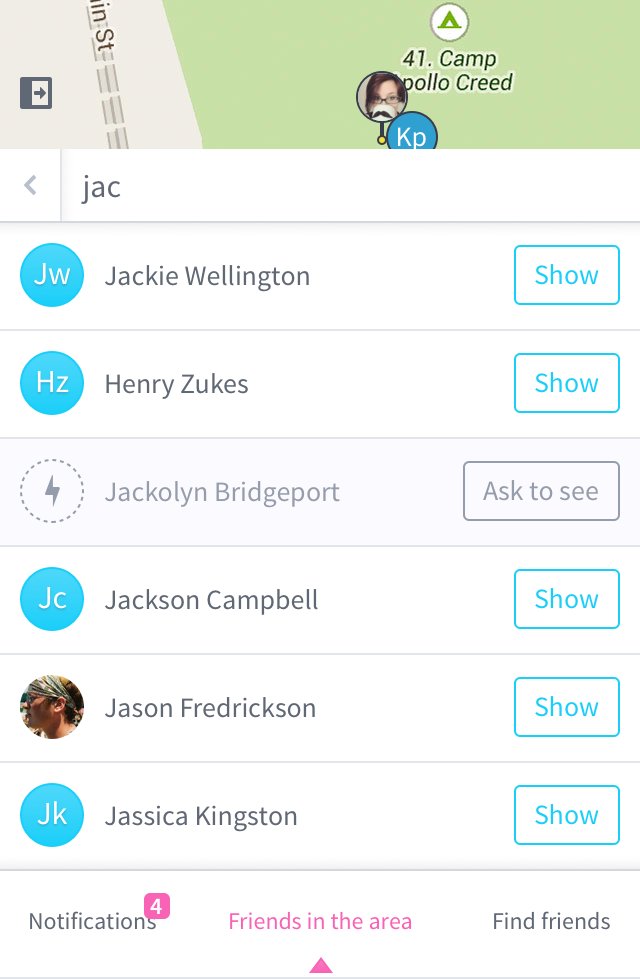 in St
41. Camp
pollo Creed
Kp
jac
Jw Jackie Wellington Show
Hz Henry Zukes Show
Jackolyn Bridgeport Ask to see
Jc Jackson Campbell Show
Jason Fredrickson Show
Jk Jassica Kingston Show
Notifications 4 Friends in the area Find friends